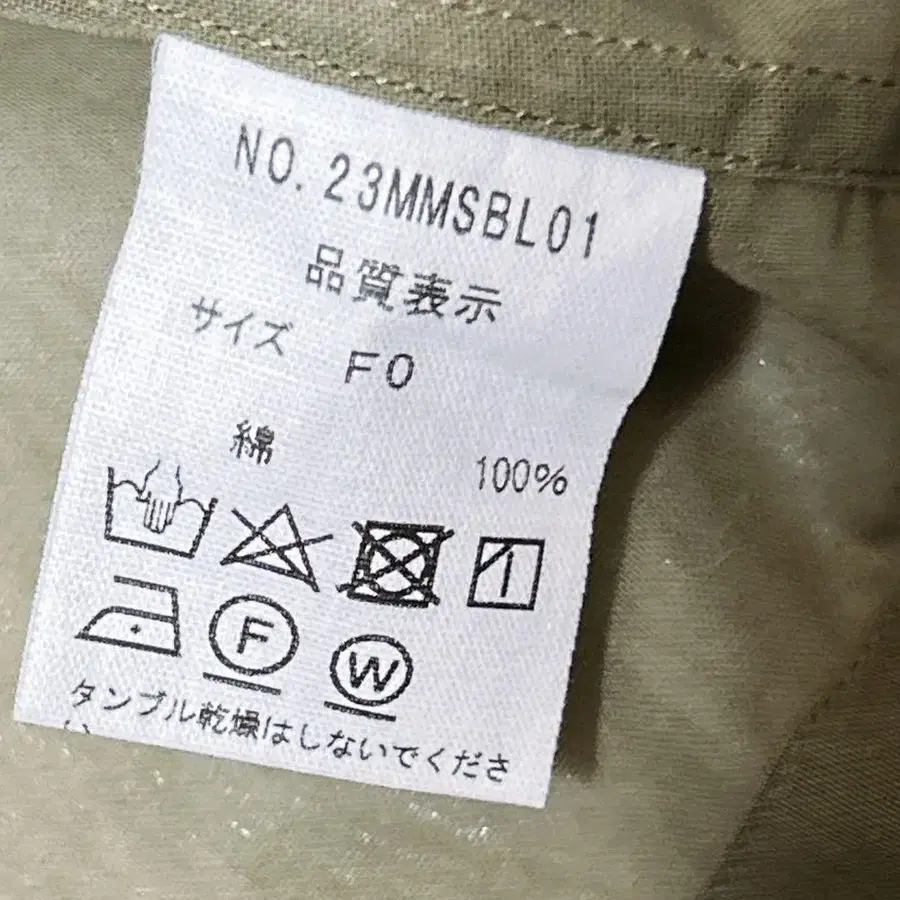 NO. 23MMSBL01
品質表示
サイズ F0
綿 100%
F W
タンブル乾燥はしないでくださ
い